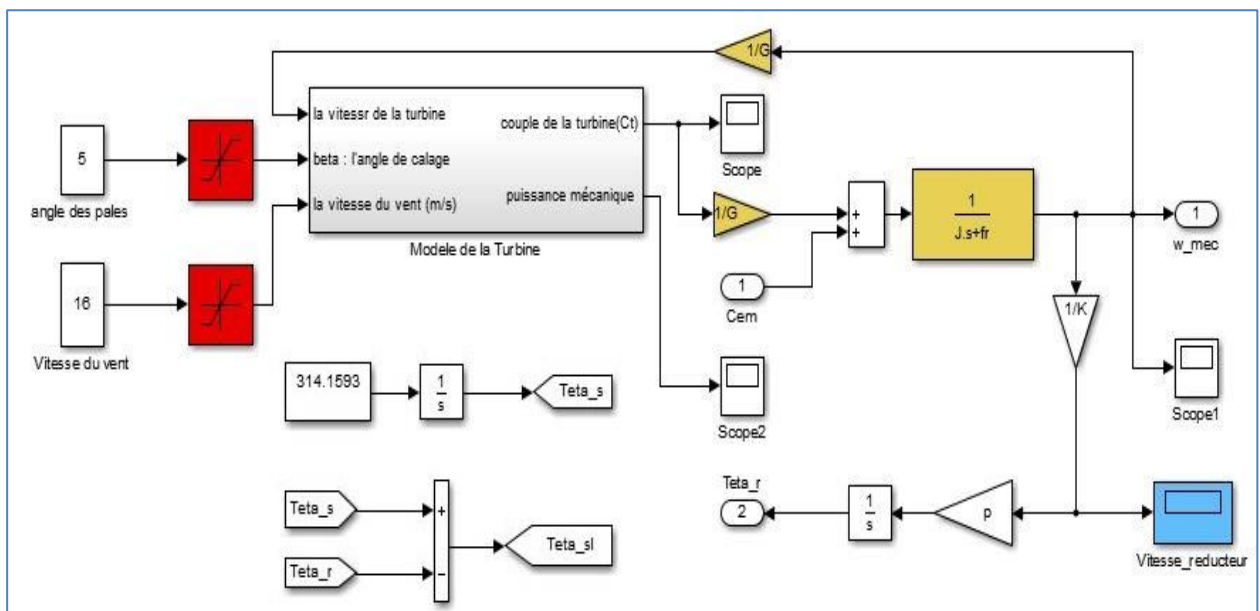 1/G
la vitessr de la turbine
couple de la turbine(Ct)
5
beta : l'angle de calage
Scope
angle des pales
la vitesse du vent (m/s)
puissance mécanique
1/G
+
+
1
J.s+fr
1
w_mec
Modele de la Turbine
16
1
Cem
1/K
Vitesse du vent
314.1593
1
s
Teta_s
Scope2
Scope1
Teta_s
+
Teta_r
−
Teta_sl
Teta_r
2
1
s
p
Vitesse_reducteur